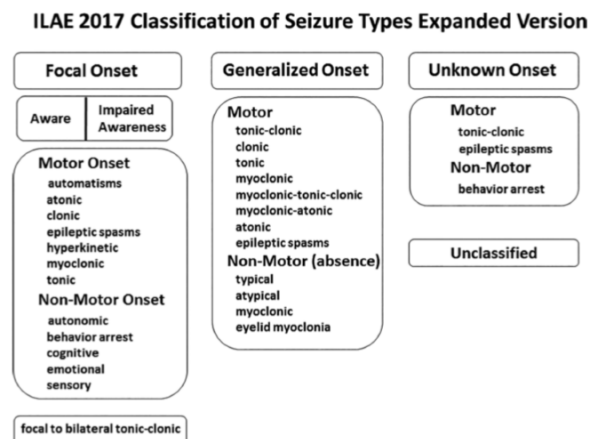 ILAE 2017 Classification of Seizure Types Expanded Version
Focal Onset
Aware
Impaired
Awareness
Motor Onset
automatisms
atonic
clonic
epileptic spasms
hyperkinetic
myoclonic
tonic
Non-Motor Onset
autonomic
behavior arrest
cognitive
emotional
sensory
focal to bilateral tonic-clonic
Generalized Onset
Motor
tonic-clonic
clonic
tonic
myoclonic
myoclonic-tonic-clonic
myoclonic-atonic
atonic
epileptic spasms
Non-Motor (absence)
typical
atypical
myoclonic
eyelid myoclonia
Unknown Onset
Motor
tonic-clonic
epileptic spasms
Non-Motor
behavior arrest
Unclassified